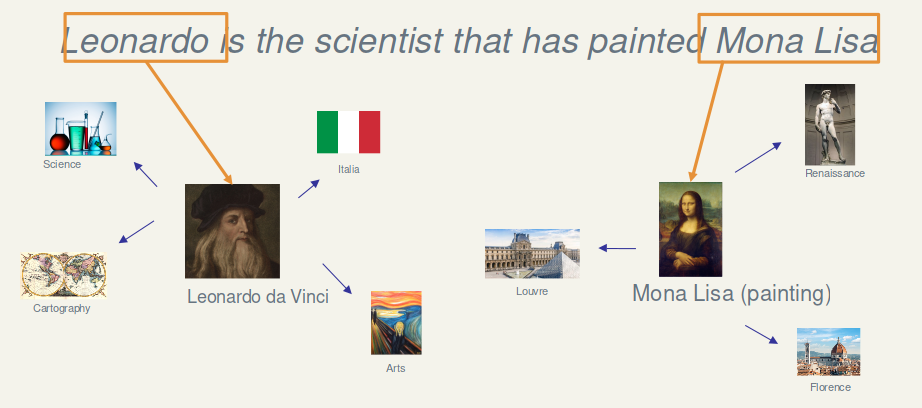 Leonardo is the scientist that has painted Mona Lisa
Science
Italia
Renaissance
Leonardo da Vinci
Louvre
Mona Lisa (painting)
Cartography
Arts
Florence